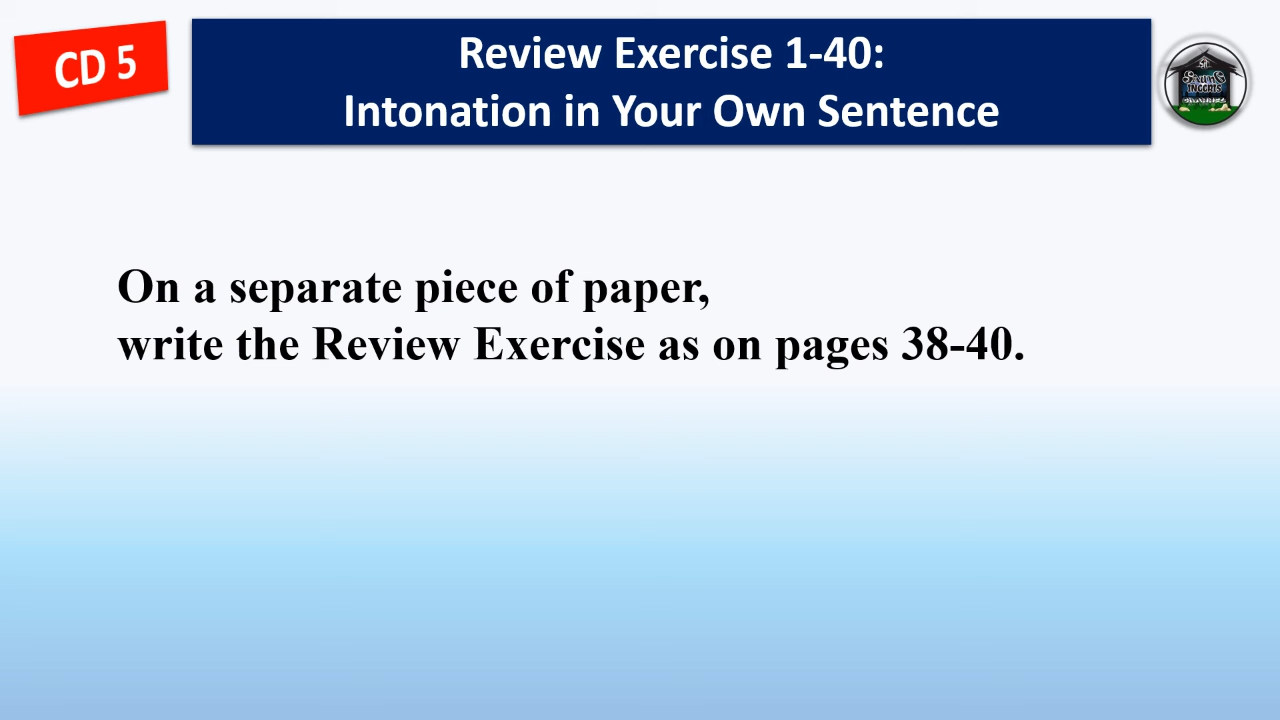 CD 5
Review Exercise 1-40:
Intonation in Your Own Sentence
On a separate piece of paper,
write the Review Exercise as on pages 38-40.